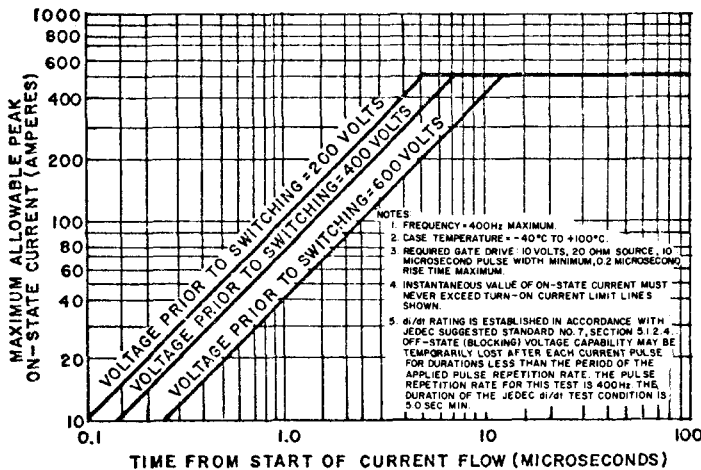 1000
800
600
400
200
100
80
60
40
20
10
MAXIMUM ALLOWABLE PEAK
ON-STATE CURRENT (AMPERES)
VOLTAGE PRIOR TO SWITCHING = 200 VOLTS
VOLTAGE PRIOR TO SWITCHING = 400 VOLTS
VOLTAGE PRIOR TO SWITCHING = 600 VOLTS
NOTES
1. FREQUENCY = 400Hz MAXIMUM.
2. CASE TEMPERATURE = -40°C TO +100°C.
3. REQUIRED GATE DRIVE: 10 VOLTS, 20 OHM SOURCE, 10
MICROSECOND PULSE WIDTH MINIMUM, 0.2 MICROSECOND
RISE TIME MAXIMUM.
4. INSTANTANEOUS VALUE OF ON-STATE CURRENT MUST
NEVER EXCEED TURN-ON CURRENT LIMIT LINES
SHOWN.
5. di/dt RATING IS ESTABLISHED IN ACCORDANCE WITH
JEDEC SUGGESTED STANDARD NO. 7, SECTION 5.1.2.4.
OFF-STATE (BLOCKING) VOLTAGE CAPABILITY MAY BE
TEMPORARILY LOST AFTER EACH CURRENT PULSE
FOR DURATIONS LESS THAN THE PERIOD OF THE
APPLIED PULSE REPETITION RATE. THE PULSE
REPETITION RATE FOR THIS TEST IS 400Hz. THE
DURATION OF THE JEDEC di/dt TEST CONDITION IS
5.0 SEC MIN.
0.1 1.0 10 100
TIME FROM START OF CURRENT FLOW (MICROSECONDS)